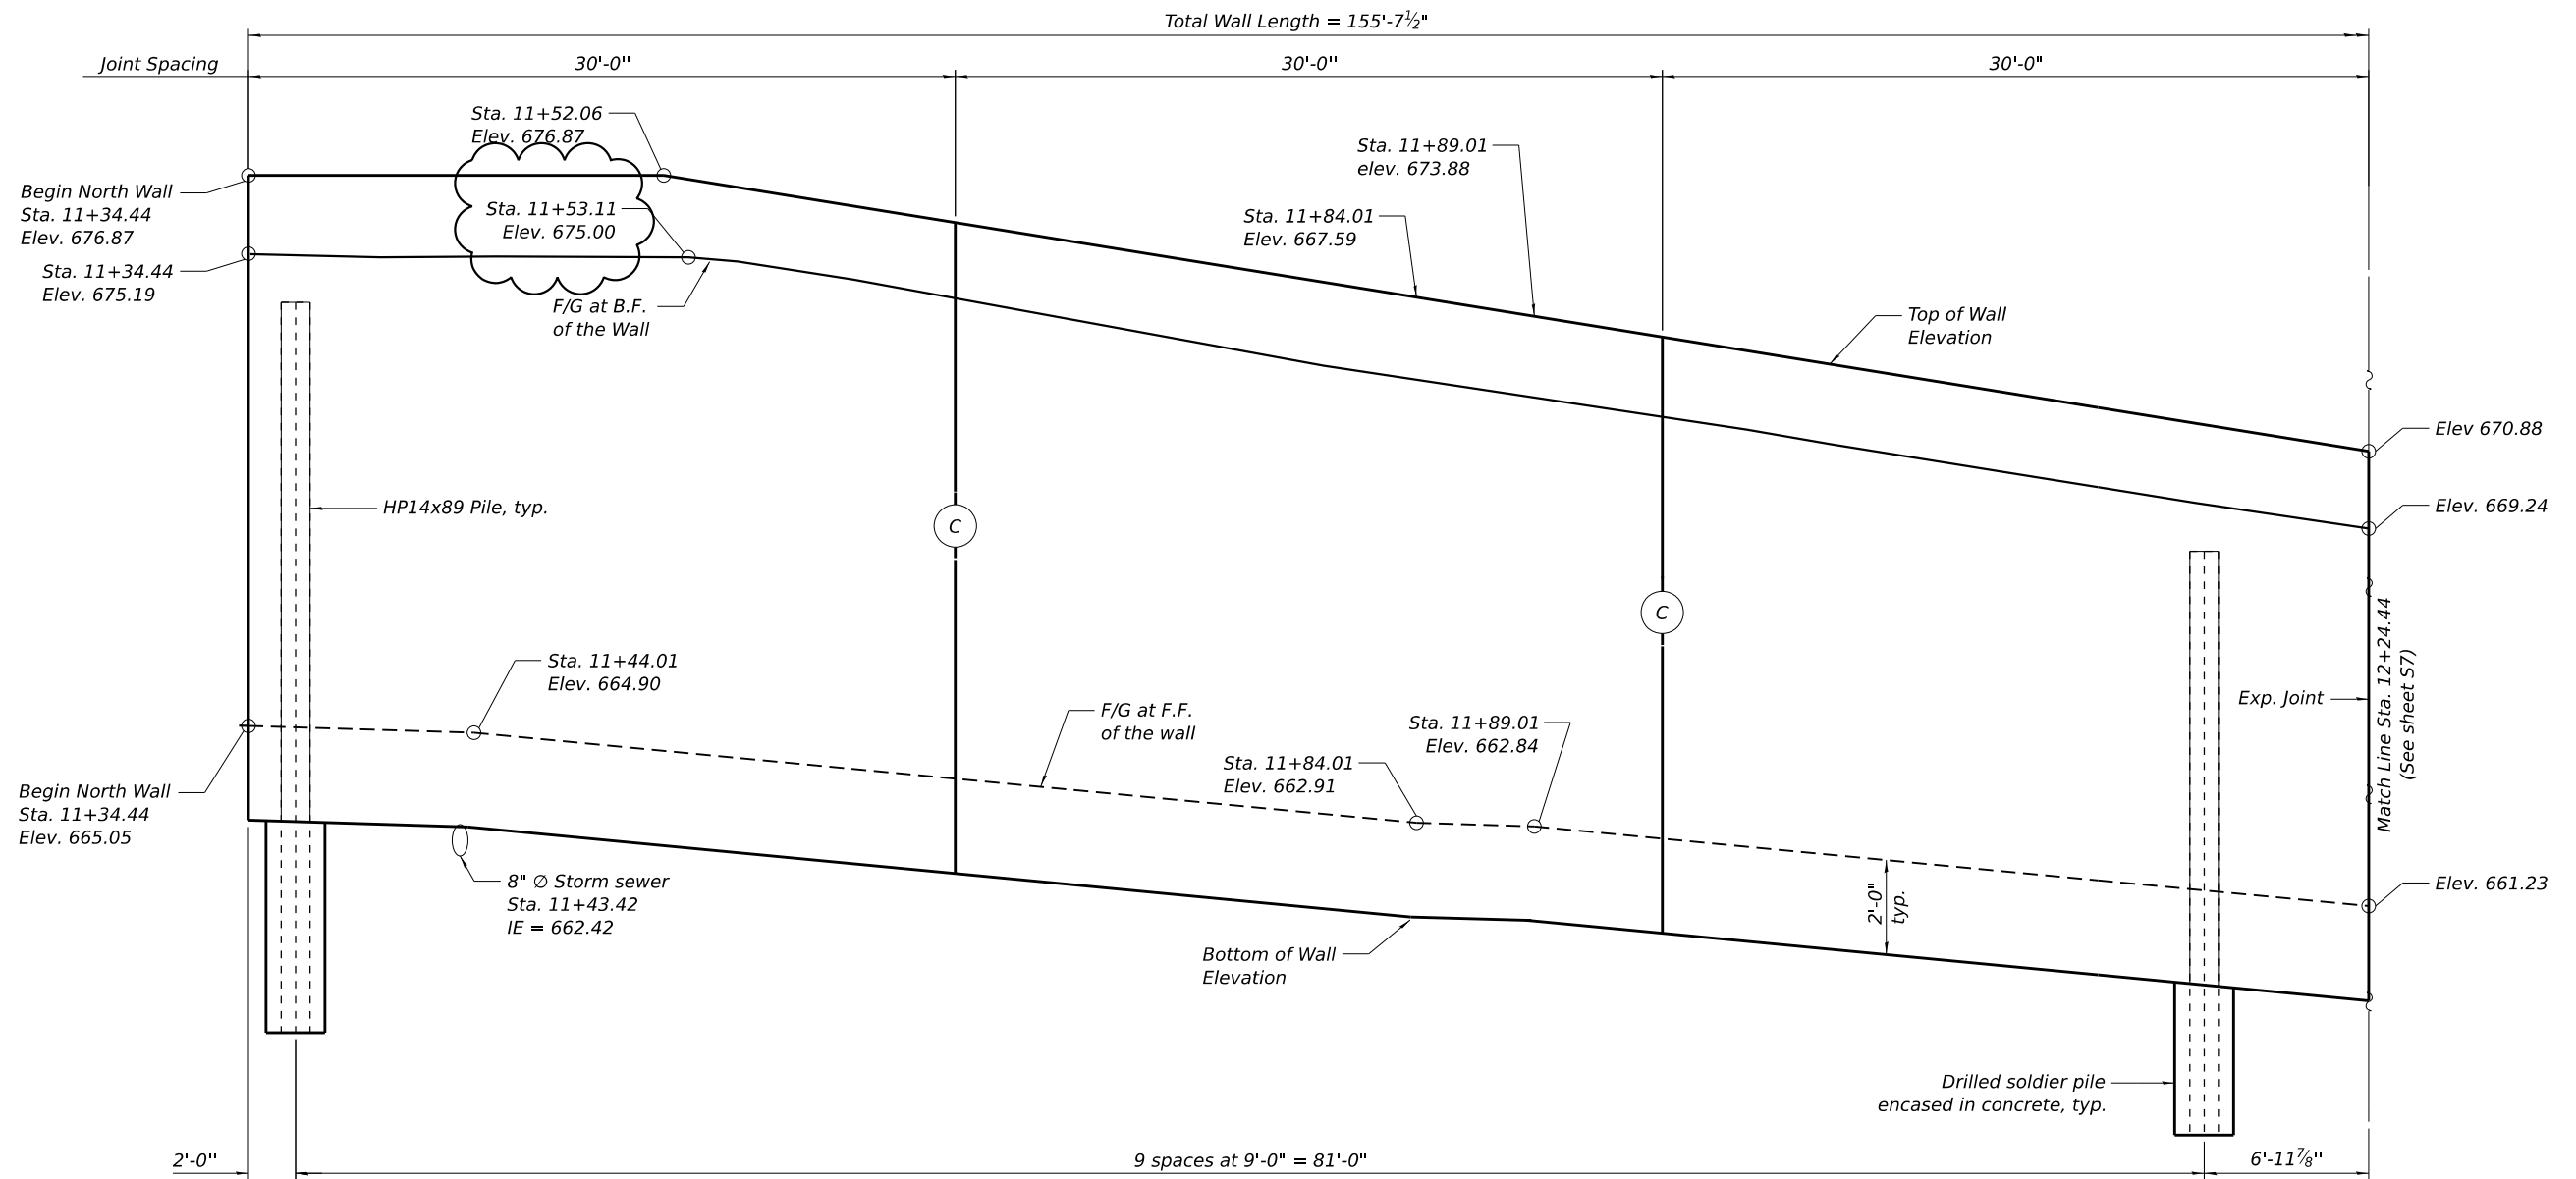 Total Wall Length = 155'-7½"
Joint Spacing
30'-0''
30'-0''
30'-0"
Sta. 11+52.06
Elev. 676.87
Sta. 11+89.01
elev. 673.88
Begin North Wall
Sta. 11+34.44
Elev. 676.87
Sta. 11+53.11
Elev. 675.00
Sta. 11+84.01
Elev. 667.59
Sta. 11+34.44
Elev. 675.19
F/G at B.F.
of the Wall
Top of Wall
Elevation
Elev 670.88
Elev. 669.24
HP14x89 Pile, typ.
C
C
Sta. 11+44.01
Elev. 664.90
F/G at F.F.
of the wall
Sta. 11+89.01
Elev. 662.84
Sta. 11+84.01
Elev. 662.91
Exp. Joint
Match Line Sta. 12+24.44
(See sheet S7)
Begin North Wall
Sta. 11+34.44
Elev. 665.05
8" ∅ Storm sewer
Sta. 11+43.42
IE = 662.42
2'-0"
typ.
Elev. 661.23
Bottom of Wall
Elevation
Drilled soldier pile
encased in concrete, typ.
2'-0''
9 spaces at 9'-0" = 81'-0"
6'-11⅞''